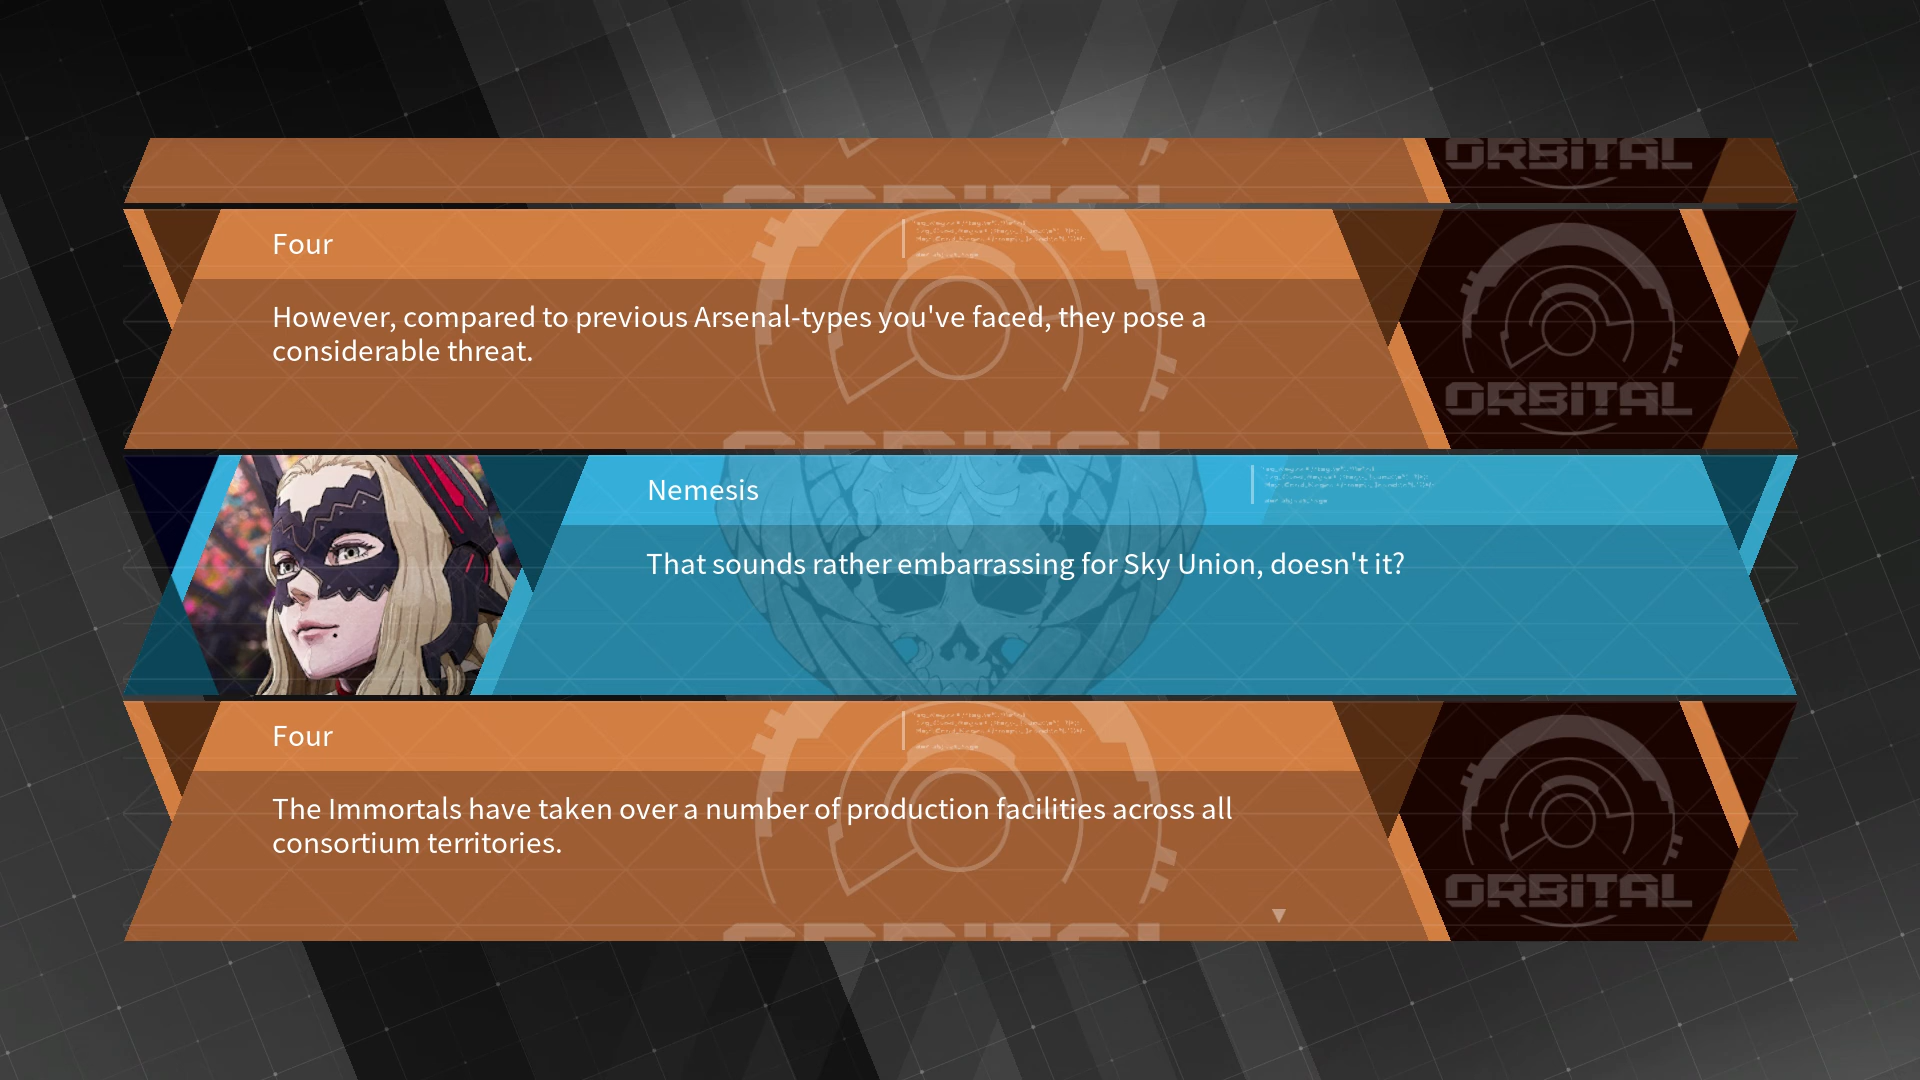 ORBITAL
Four
However, compared to previous Arsenal-types you've faced, they pose a
considerable threat.
ORBITAL
Nemesis
That sounds rather embarrassing for Sky Union, doesn't it?
Four
The Immortals have taken over a number of production facilities across all
consortium territories.
ORBITAL